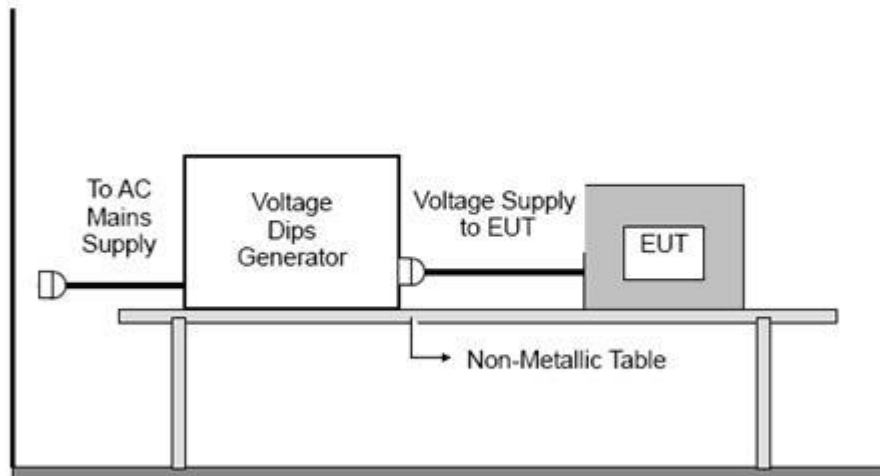 To AC
Mains
Supply
Voltage
Dips
Generator
Voltage Supply
to EUT
EUT
Non-Metallic Table